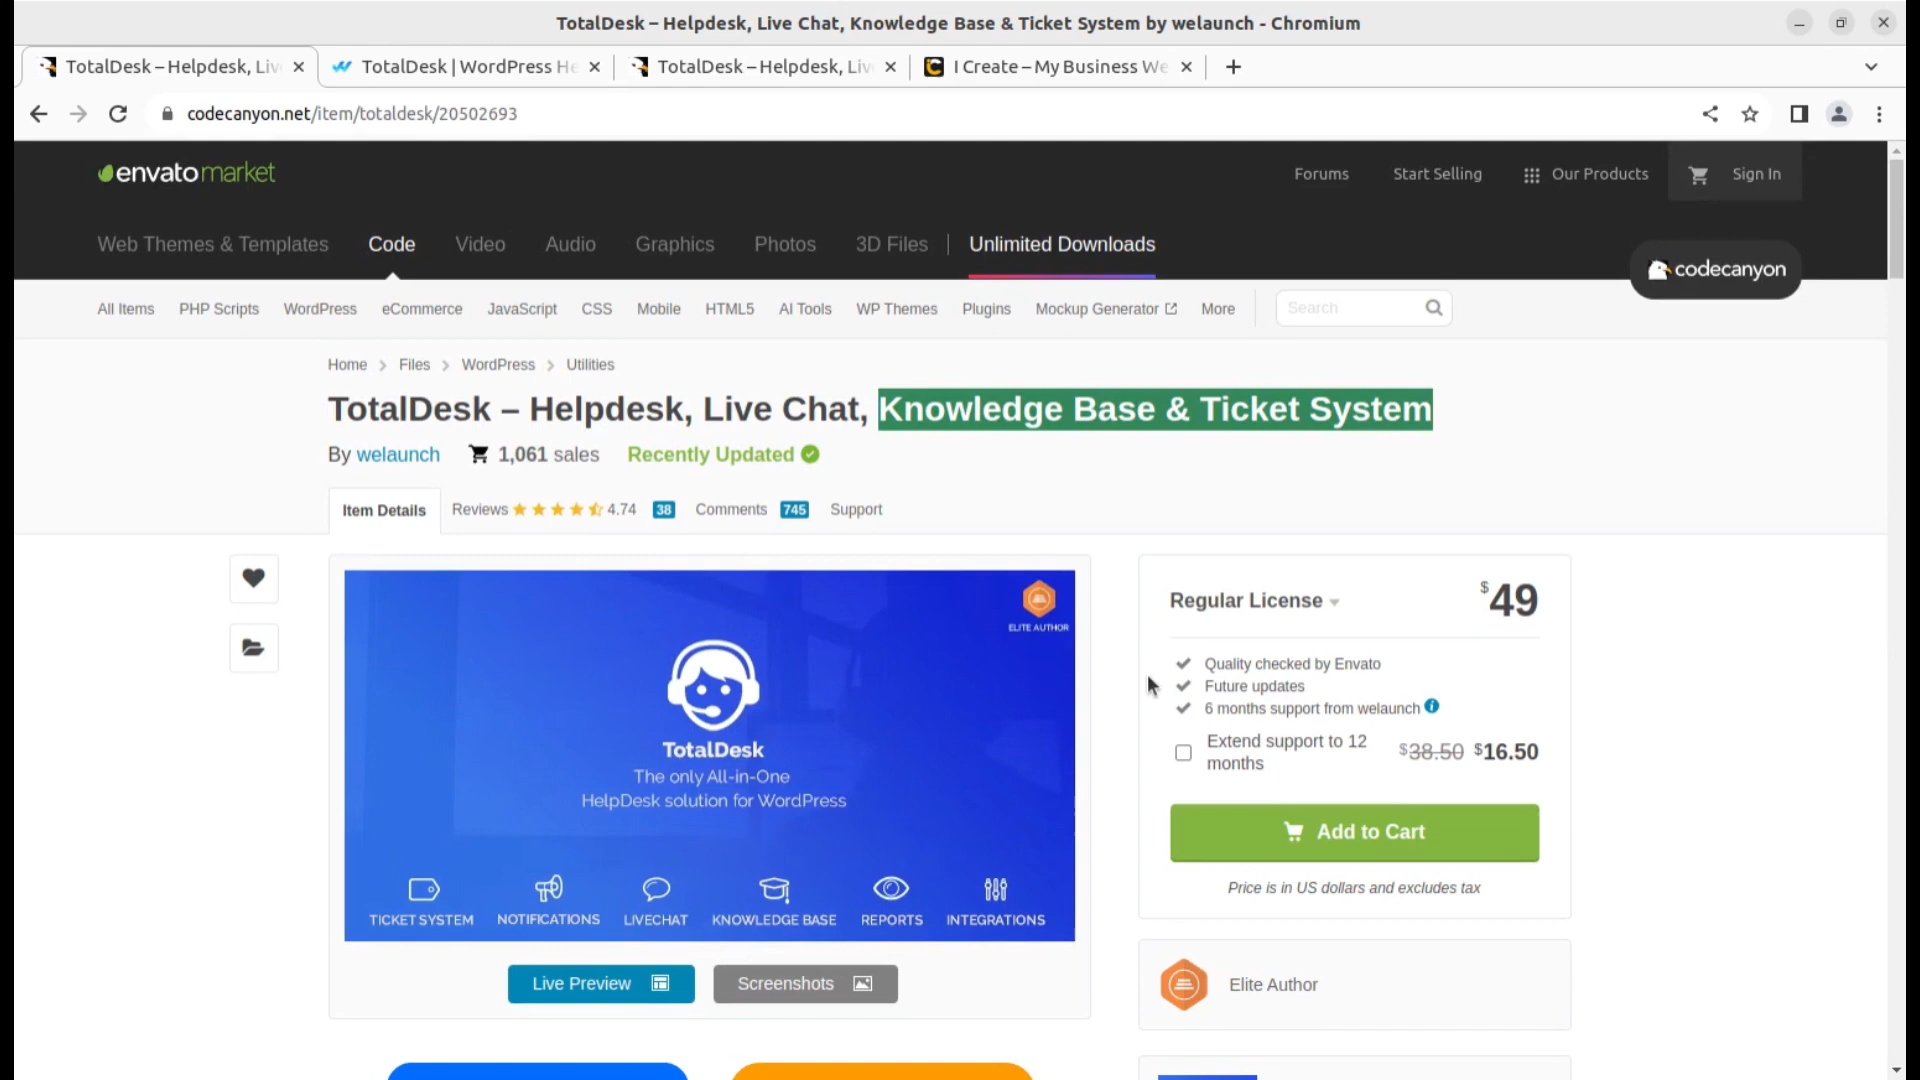 TotalDesk – Helpdesk, Live Chat, Knowledge Base & Ticket System by welaunch - Chromium
TotalDesk – Helpdesk, Liv
TotalDesk | WordPress He
TotalDesk – Helpdesk, Liv
I Create – My Business We
codecanyon.net/item/totaldesk/20502693
envato market
Forums
Start Selling
Our Products
Sign In
Web Themes & Templates
Code
Video
Audio
Graphics
Photos
3D Files
Unlimited Downloads
codecanyon
All Items
PHP Scripts
WordPress
eCommerce
JavaScript
CSS
Mobile
HTML5
AI Tools
WP Themes
Plugins
Mockup Generator
More
Search
Home > Files > WordPress > Utilities
TotalDesk – Helpdesk, Live Chat, Knowledge Base & Ticket System
By welaunch 1,061 sales Recently Updated
Item Details
Reviews 4.74 38
Comments 745
Support
ELITE AUTHOR
TotalDesk
The only All-in-One
HelpDesk solution for WordPress
TICKET SYSTEM
NOTIFICATIONS
LIVECHAT
KNOWLEDGE BASE
REPORTS
INTEGRATIONS
Live Preview
Screenshots
Regular License $49
Quality checked by Envato
Future updates
6 months support from welaunch
Extend support to 12
months
$38.50 $16.50
Add to Cart
Price is in US dollars and excludes tax
Elite Author